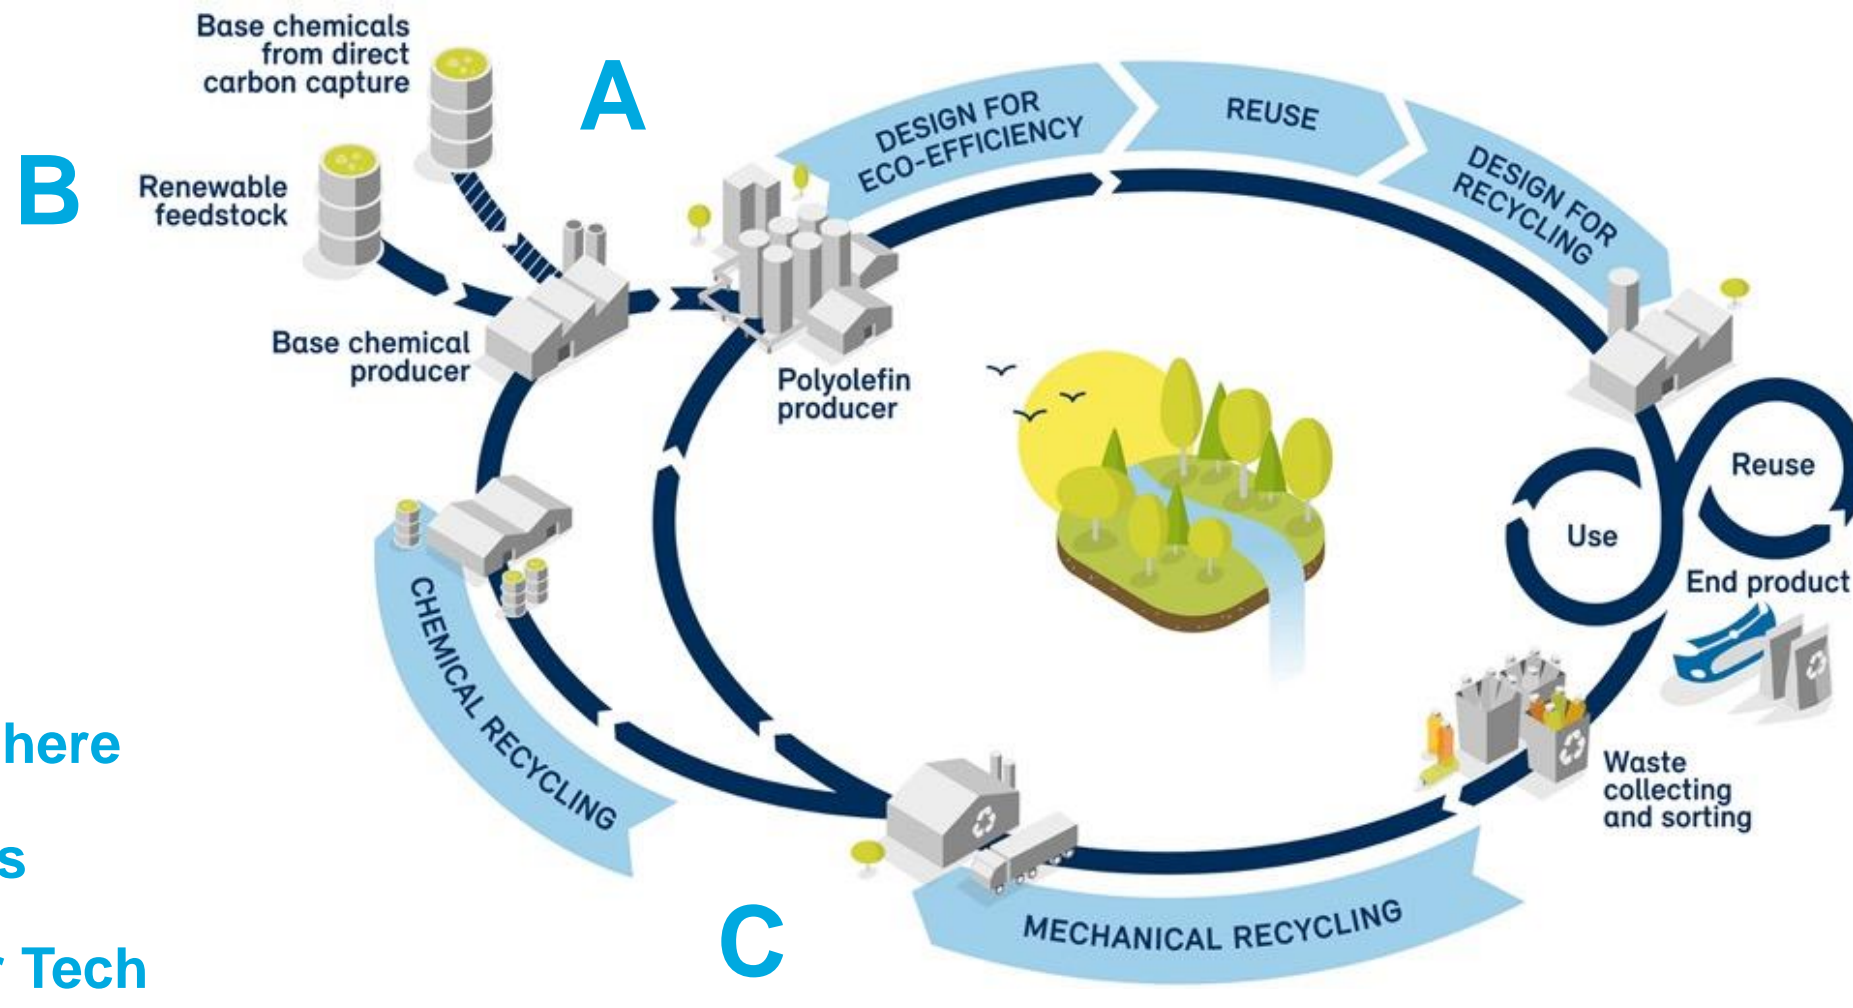 Base chemicals
from direct
carbon capture
A
B
Renewable
feedstock
Base chemical
producer
Polyolefin
producer
DESIGN FOR
ECO-EFFICIENCY
REUSE
DESIGN FOR
RECYCLING
Reuse
Use
End product
Waste
collecting
and sorting
CHEMICAL RECYCLING
MECHANICAL RECYCLING
C
here
s
Tech